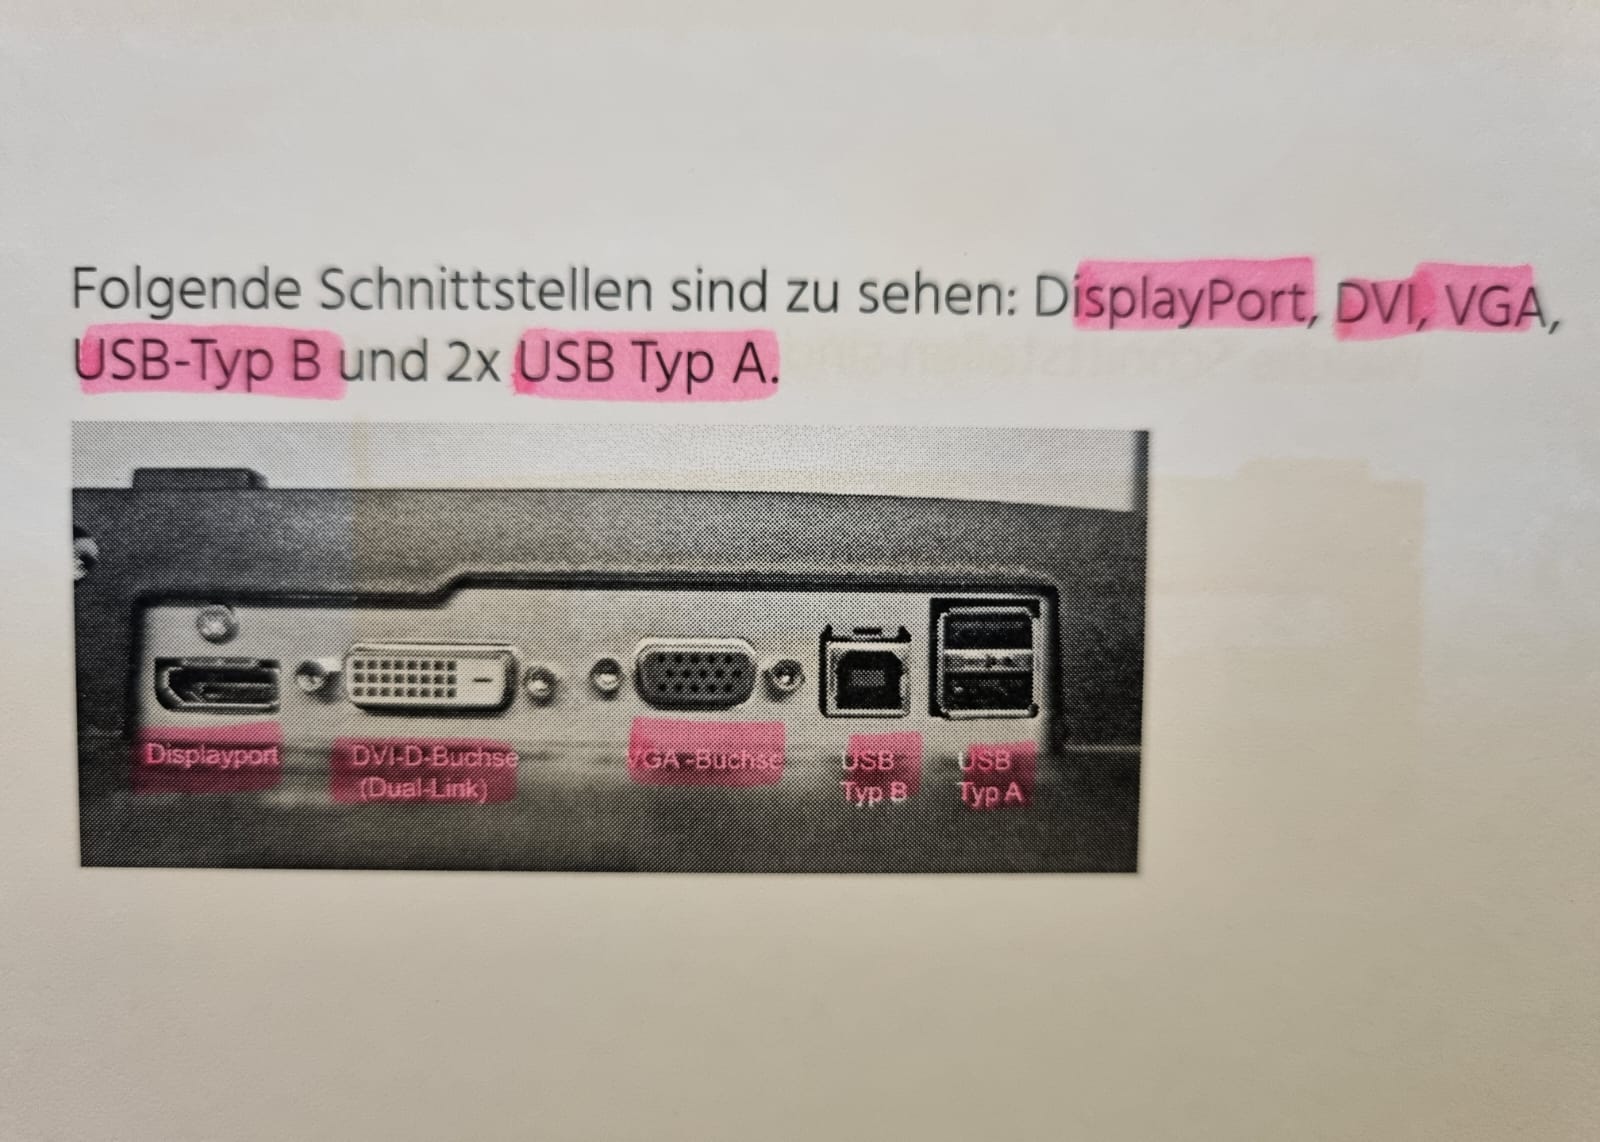 Folgende Schnittstellen sind zu sehen: DisplayPort, DVI, VGA,
USB-Typ B und 2x USB Typ A.
Displayport
DVI-D-Buchse
(Dual-Link)
VGA-Buchse
USB
Typ B
USB
Typ A